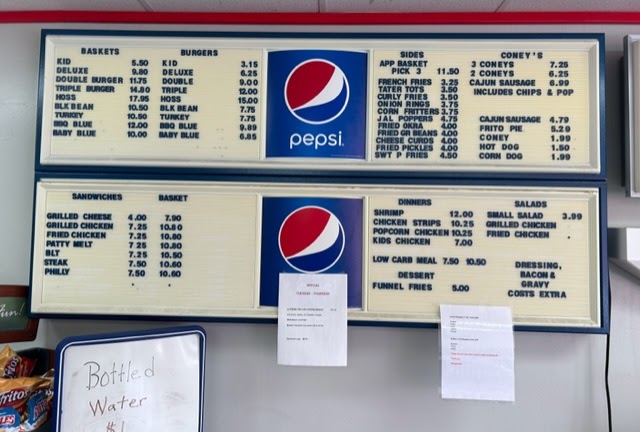 BASKETS
KID 5.50
DELUXE 9.80
DOUBLE BURGER 11.75
TRIPLE BURGER 14.80
HOSS 17.95
BLK BEAN 10.50
TURKEY 10.50
BBQ BLUE 12.00
BABY BLUE 10.00
BURGERS
KID 3.15
DELUXE 6.25
DOUBLE 9.00
TRIPLE 12.00
HOSS 15.00
BLK BEAN 7.75
TURKEY 7.75
BBQ BLUE 9.89
BABY BLUE 6.85
pepsi
SIDES
APP BASKET
PICK 3 11.50
FRENCH FRIES 3.25
TATER TOTS 3.50
CURLY FRIES 3.50
ONION RINGS 3.75
CORN FRITTERS 3.75
JAL POPPERS 4.75
FRIED OKRA 4.00
FRIED GR BEANS 4.00
CHEESE CURDS 4.00
FRIED PICKLES 4.00
SWT P FRIES 4.50
CONEY'S
3 CONEYS 7.25
2 CONEYS 6.25
CAJUN SAUSAGE 6.99
INCLUDES CHIPS & POP
CAJUN SAUSAGE 4.79
FRITO PIE 5.29
CONEY 1.99
HOT DOG 1.50
CORN DOG 1.99
SANDWICHES BASKET
GRILLED CHEESE 4.00 7.90
GRILLED CHICKEN 7.25 10.80
FRIED CHICKEN 7.25 10.80
PATTY MELT 7.25 10.80
BLT 7.25 10.50
STEAK 7.50 10.80
PHILLY 7.50 10.60
DINNERS
SHRIMP 12.00
CHICKEN STRIPS 10.25
POPCORN CHICKEN 10.25
KIDS CHICKEN 7.00
LOW CARB MEAL 7.50 10.50
DESSERT
FUNNEL FRIES 5.00
SALADS
SMALL SALAD 3.99
GRILLED CHICKEN
FRIED CHICKEN
DRESSING,
BACON &
GRAVY
COSTS EXTRA
Bottled
Water
$1